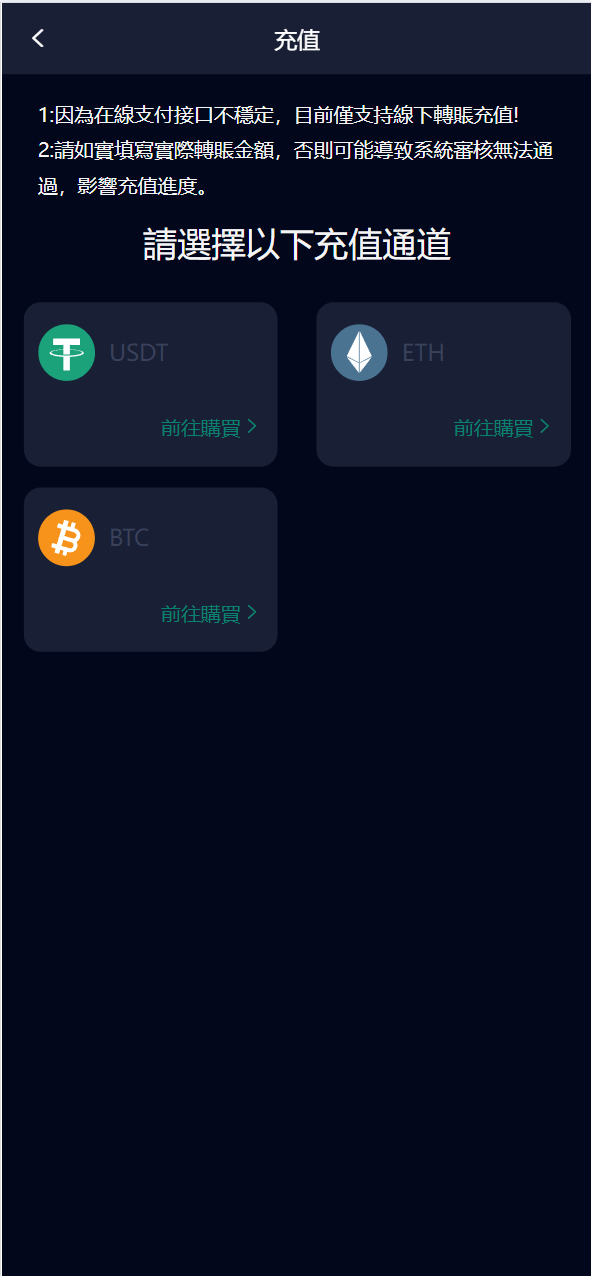 充值
1:因為在線支付接口不穩定，目前僅支持線下轉賬充值!
2:請如實填寫實際轉賬金額，否則可能導致系統審核無法通
過，影響充值進度。
請選擇以下充值通道
USDT
ETH
前往購買
前往購買
BTC
前往購買